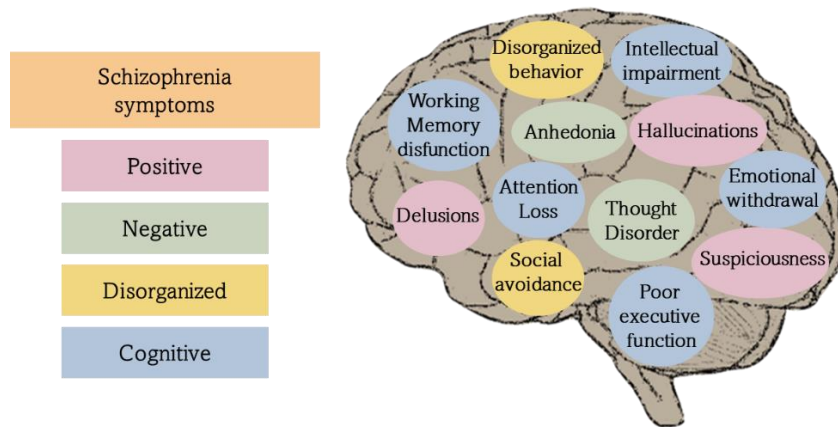 Schizophrenia
symptoms
Positive
Negative
Disorganized
Cognitive
Disorganized
behavior
Intellectual
impairment
Working
Memory
disfunction
Anhedonia
Hallucinations
Emotional
withdrawal
Attention
Loss
Delusions
Thought
Disorder
Suspiciousness
Social
avoidance
Poor
executive
function